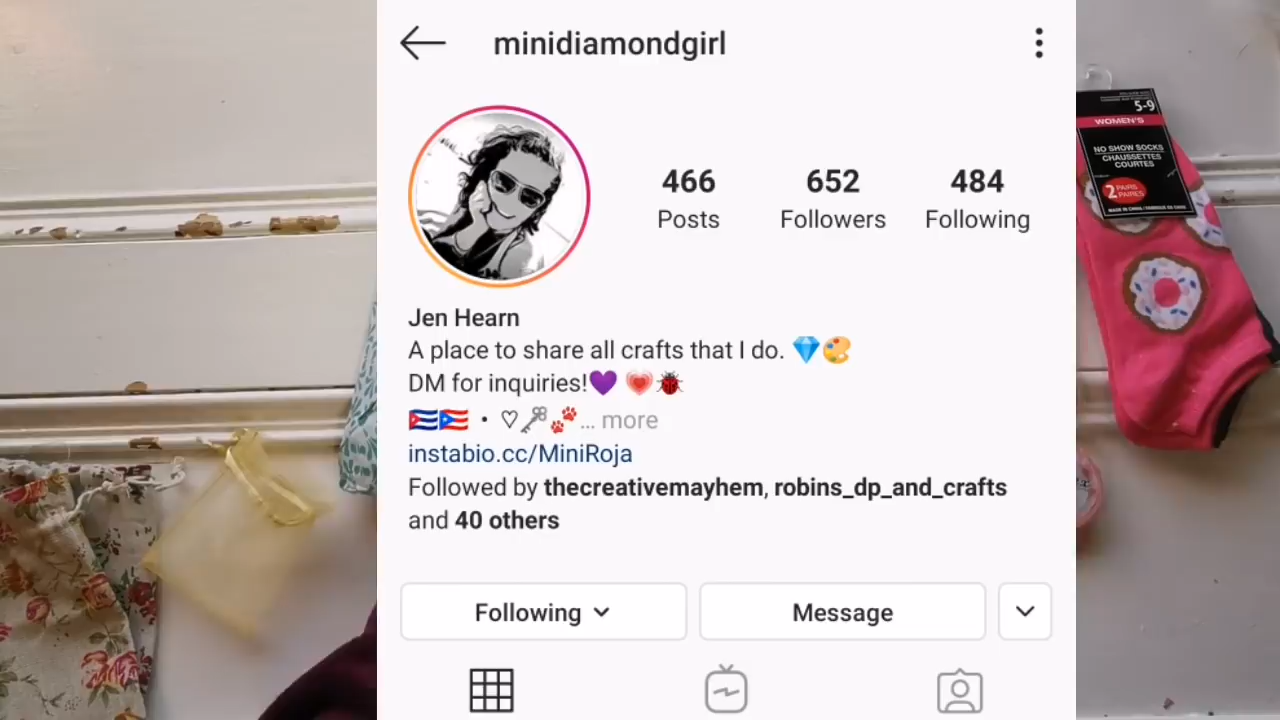 minidiamondgirl
466
Posts
652
Followers
484
Following
Jen Hearn
A place to share all crafts that I do. 💎🎨
DM for inquiries!💜 💗🐞
🇨🇺🇵🇷 • ♡🗝🐾... more
instabio.cc/MiniRoja
Followed by thecreativemayhem, robins_dp_and_crafts
and 40 others
Following
Message
5-9
WOMEN'S
NO SHOW SOCKS
CHAUSSETTES
COURTES
2 PAIRS
PAIRES